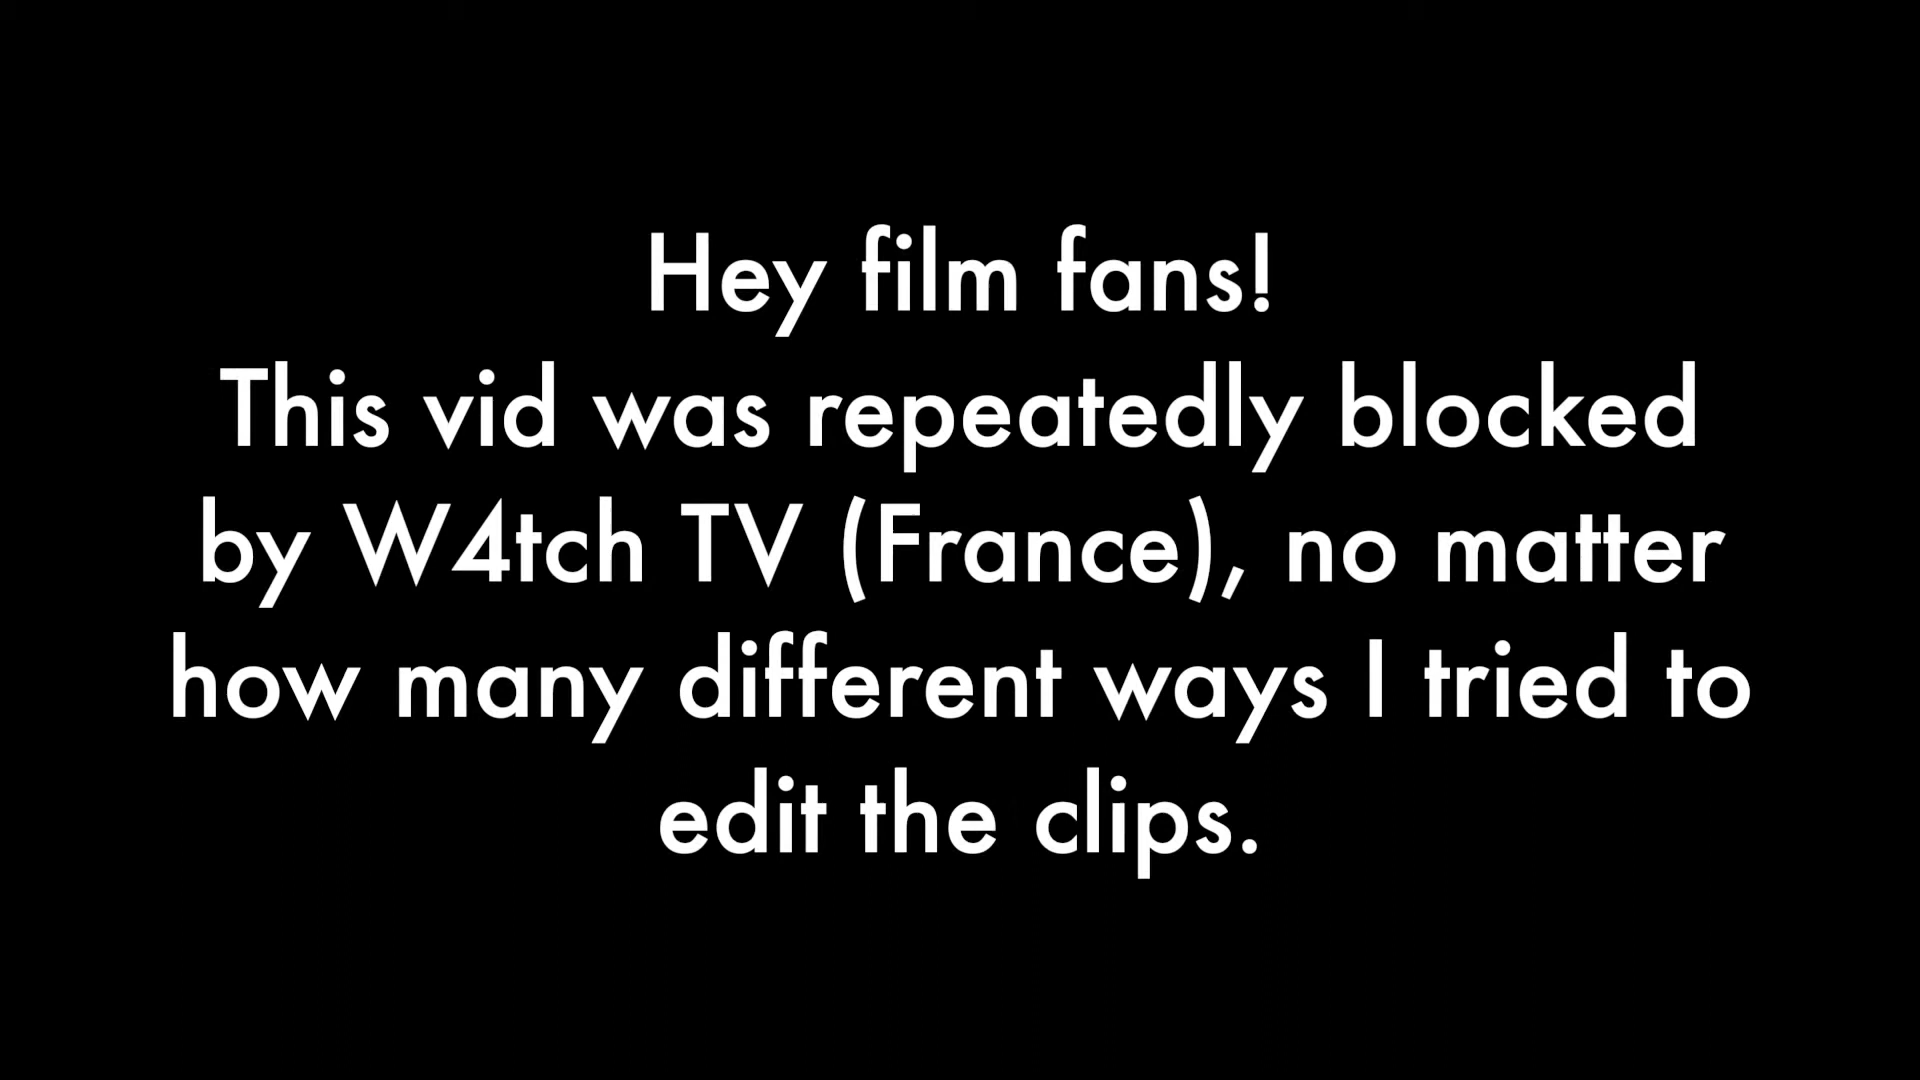 Hey film fans!
This vid was repeatedly blocked
by W4tch TV (France), no matter
how many different ways I tried to
edit the clips.